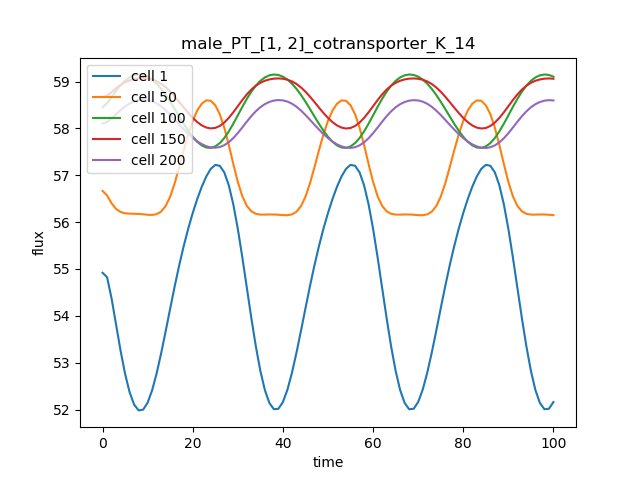 male_PT_[1, 2]_cotransporter_K_14
cell 1
cell 50
cell 100
cell 150
cell 200
59
58
57
56
55
54
53
52
flux
0
20
40
60
80
100
time